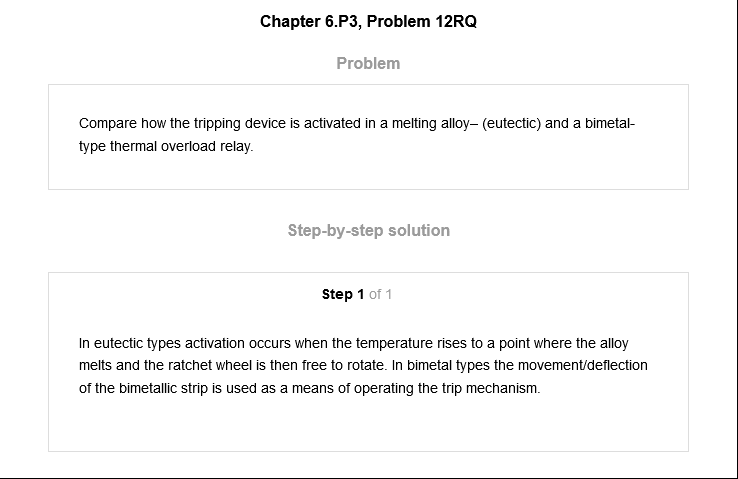 Chapter 6.P3, Problem 12RQ
Problem
Compare how the tripping device is activated in a melting alloy– (eutectic) and a bimetal-
type thermal overload relay.
Step-by-step solution
Step 1 of 1
In eutectic types activation occurs when the temperature rises to a point where the alloy
melts and the ratchet wheel is then free to rotate. In bimetal types the movement/deflection
of the bimetallic strip is used as a means of operating the trip mechanism.